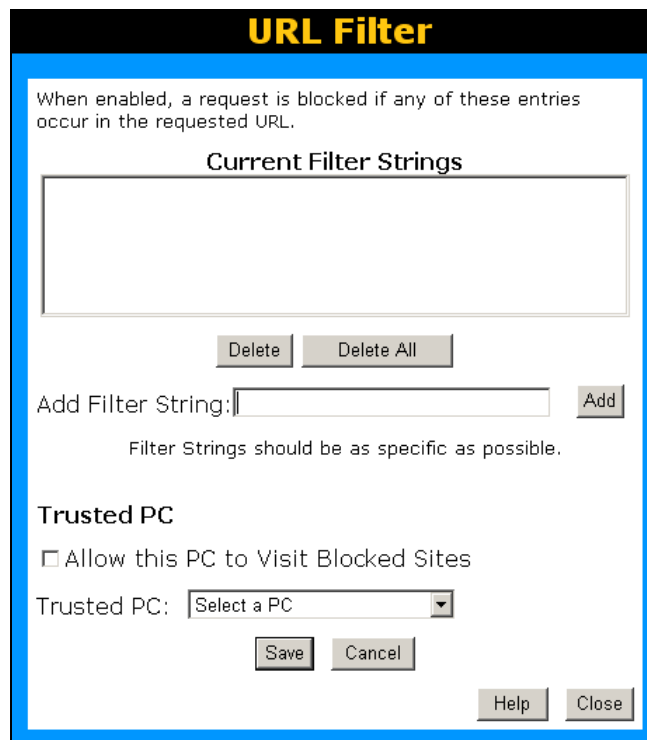 URL Filter
When enabled, a request is blocked if any of these entries
occur in the requested URL.
Current Filter Strings
Delete Delete All
Add Filter String: Add
Filter Strings should be as specific as possible.
Trusted PC
Allow this PC to Visit Blocked Sites
Trusted PC: Select a PC
Save Cancel
Help Close